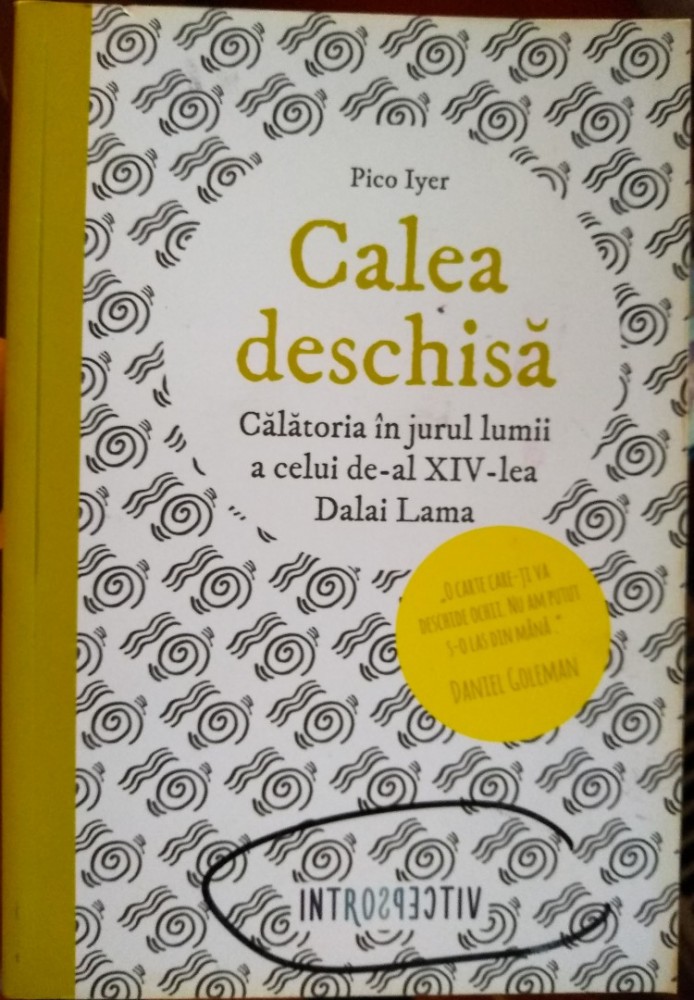 Pico Iyer
Calea
deschisă
Călătoria în jurul lumii
a celui de-al XIV-lea
Dalai Lama
„O CARTE CARE-ȚI VA
DESCHIDE OCHII. NU AM PUTUT
S-O LAS DIN MÂNĂ.”
DANIEL GOLEMAN
INTROSPECTIV